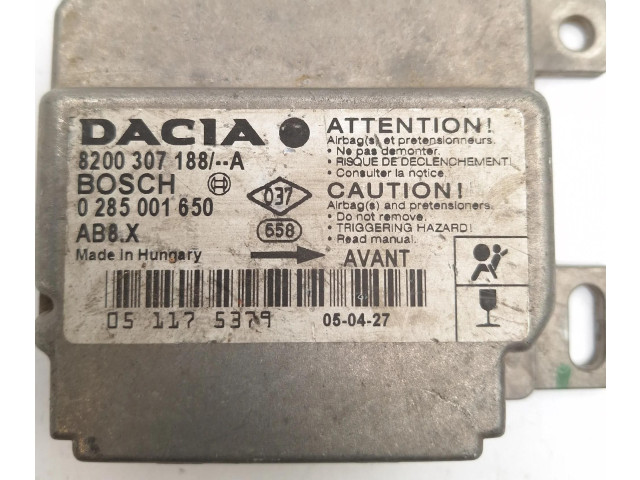 DACIA
8200 307 188/--A
BOSCH
0 285 001 650
AB8.X
Made in Hungary
037
558
ATTENTION!
Airbag(s) et pretensionneurs.
• Ne pas demonter.
• RISQUE DE DECLENCHEMENT!
• Consulter la notice.
CAUTION!
Airbag(s) and pretensioners.
• Do not remove.
• TRIGGERING HAZARD!
• Read manual.
AVANT
05 117 5379
05-04-27